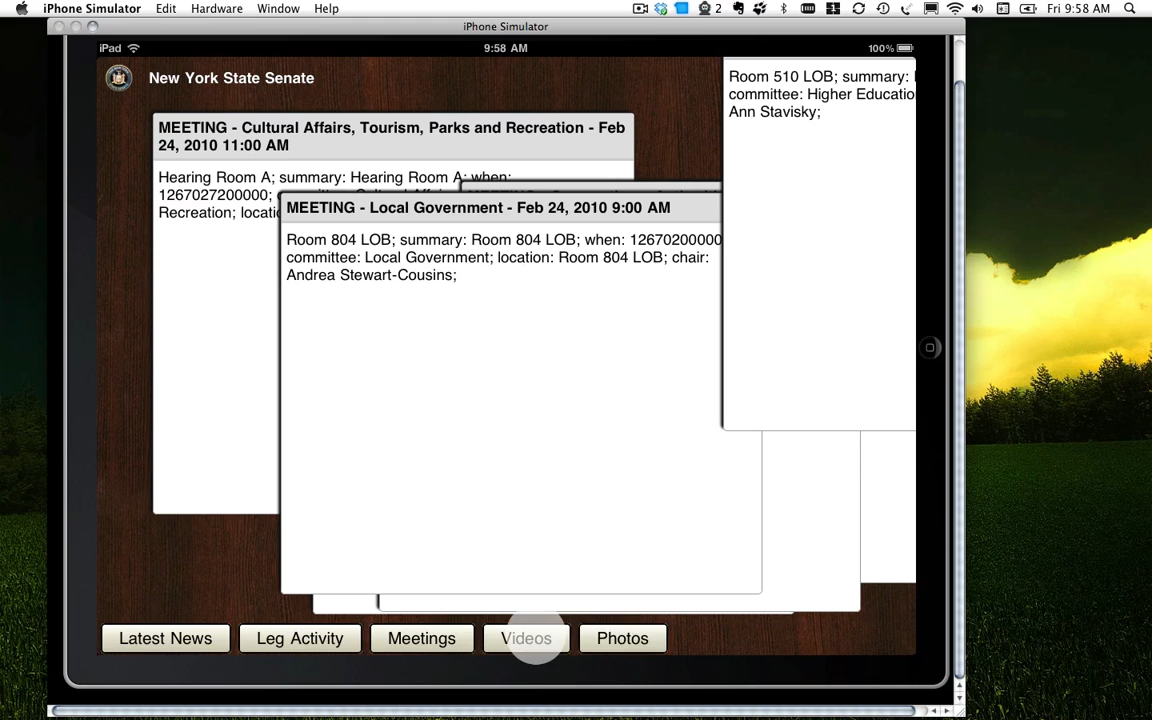 iPhone Simulator Edit Hardware Window Help
2
Fri 9:58 AM
iPhone Simulator
iPad
9:58 AM
100%
New York State Senate
Room 510 LOB; summary:
committee: Higher
Ann Stavisky;
MEETING - Cultural Affairs, Tourism, Parks and Recreation - Feb
24, 2010 11:00 AM
Hearing Room A; summary: Hearing Room A; when:
1267027200000;
Recreation;
MEETING - Local Government - Feb 24, 2010 9:00 AM
Room 804 LOB; summary: Room 804 LOB; when: 12670200000
committee: Local Government; location: Room 804 LOB; chair:
Andrea Stewart-Cousins;
Latest News
Leg Activity
Meetings
Videos
Photos